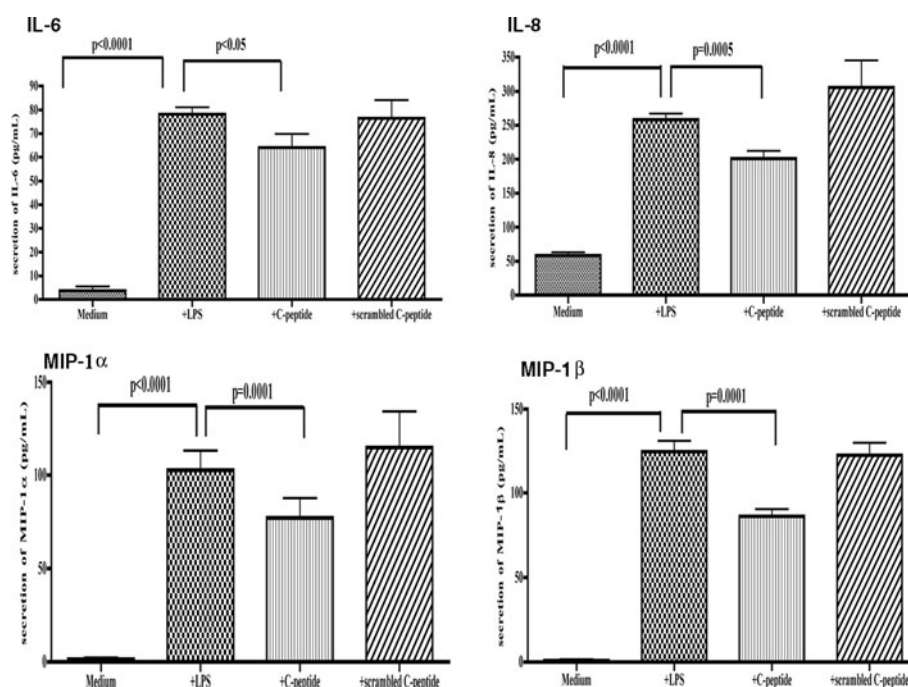 IL-6
p<0.0001
p<0.05
secretion of IL-6 (pg/mL)
90
80
70
60
50
40
30
20
10
0
Medium
+LPS
+C-peptide
+scrambled C-peptide
IL-8
p<0.0001
p=0.0005
secretion of IL-8 (pg/mL)
350
300
250
200
150
100
50
0
Medium
+LPS
+C-peptide
+scrambled C-peptide
MIP-1α
p<0.0001
p=0.0001
secretion of MIP-1α (pg/mL)
150
100
50
0
Medium
+LPS
+C-peptide
+scrambled C-peptide
MIP-1β
p<0.0001
p=0.0001
secretion of MIP-1β (pg/mL)
150
100
50
0
Medium
+LPS
+C-peptide
+scrambled C-peptide